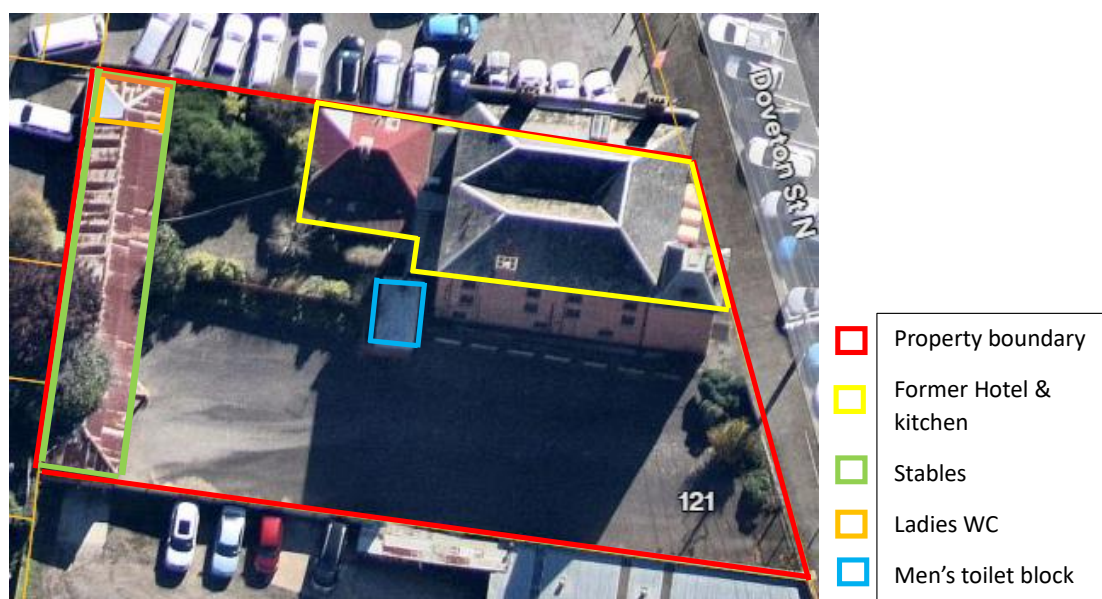 Doveton St N
121
Property boundary
Former Hotel &
kitchen
Stables
Ladies WC
Men's toilet block